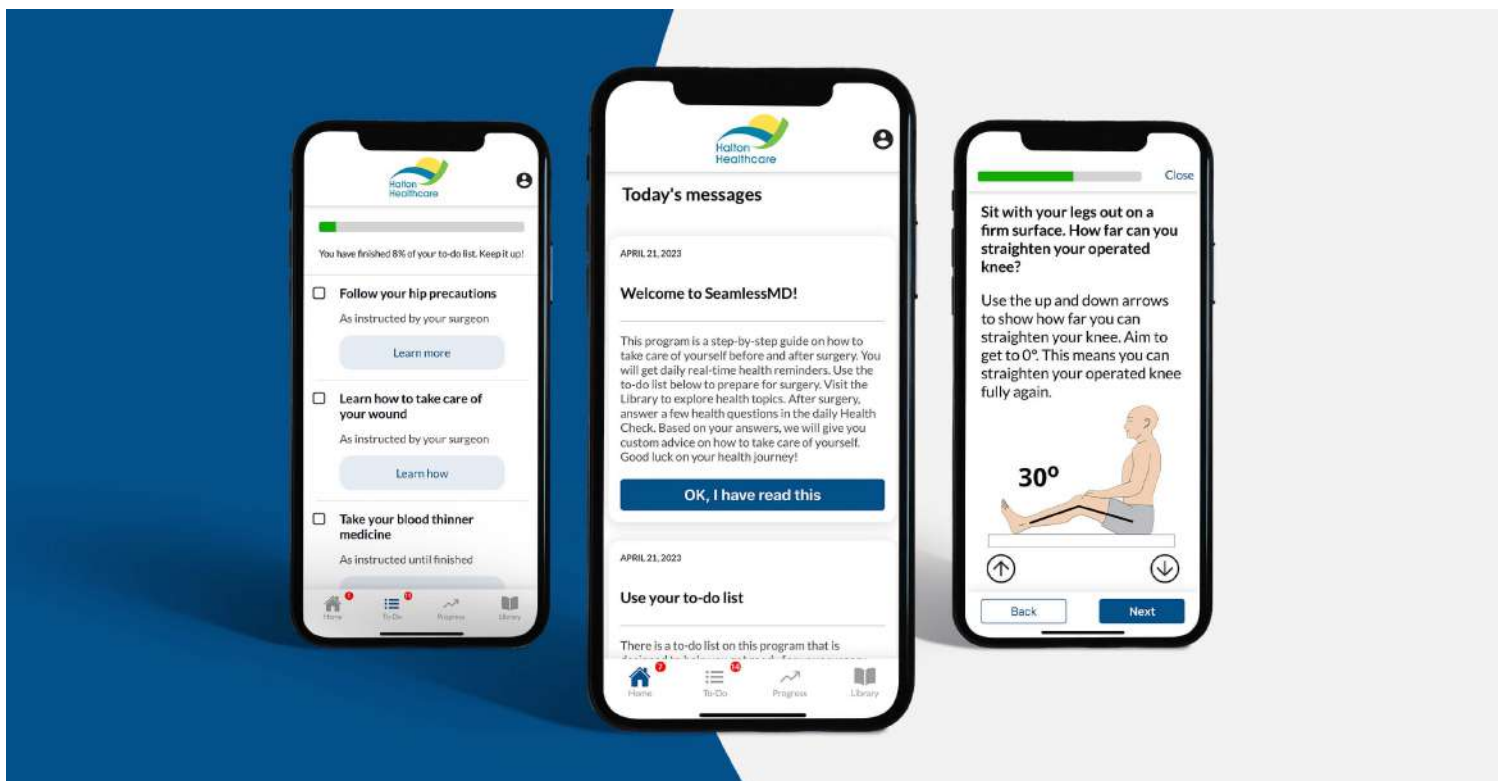 Halton
Healthcare
You have finished 8% of your to-do list. Keep it up!
Follow your hip precautions
As instructed by your surgeon
Learn more
Learn how to take care of
your wound
As instructed by your surgeon
Learn how
Take your blood thinner
medicine
As instructed until finished
Home
To-Do
Progress
Library
Halton
Healthcare
Today's messages
APRIL 21, 2023
Welcome to SeamlessMD!
This program is a step-by-step guide on how to
take care of yourself before and after surgery. You
will get daily real-time health reminders. Use the
to-do list below to prepare for surgery. Visit the
Library to explore health topics. After surgery,
answer a few health questions in the daily Health
Check. Based on your answers, we will give you
custom advice on how to take care of yourself.
Good luck on your health journey!
OK, I have read this
APRIL 21, 2023
Use your to-do list
There is a to-do list on this program that is
7
14
Home
To-Do
Progress
Library
Close
Sit with your legs out on a
firm surface. How far can you
straighten your operated
knee?
Use the up and down arrows
to show how far you can
straighten your knee. Aim to
get to 0º. This means you can
straighten your operated knee
fully again.
30º
Back
Next